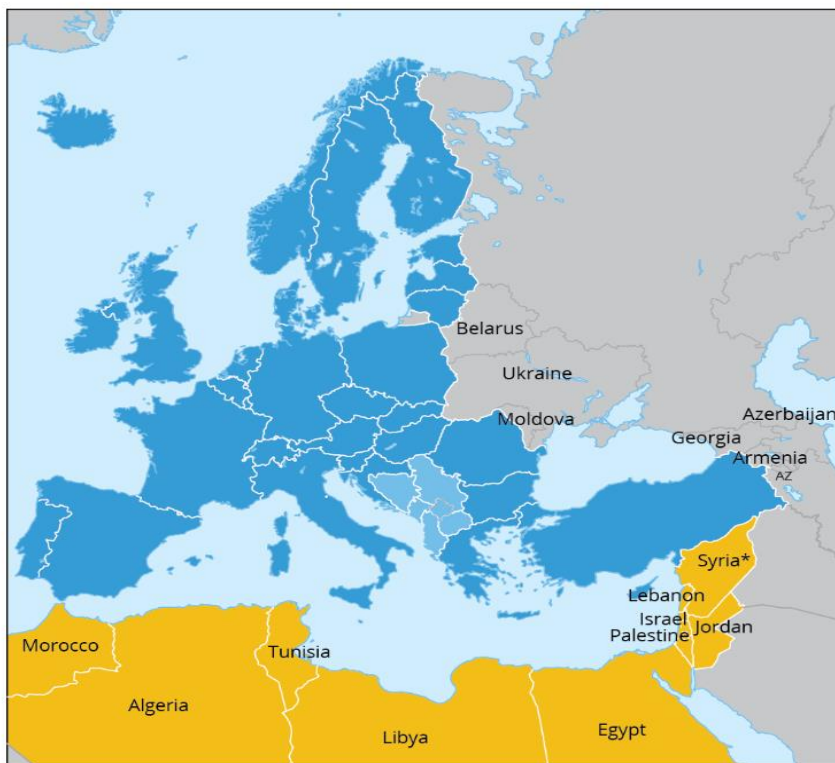 Belarus
Ukraine
Moldova
Azerbaijan
Georgia
Armenia
AZ
Syria*
Lebanon
Israel
Jordan
Palestine
Morocco
Tunisia
Algeria
Libya
Egypt